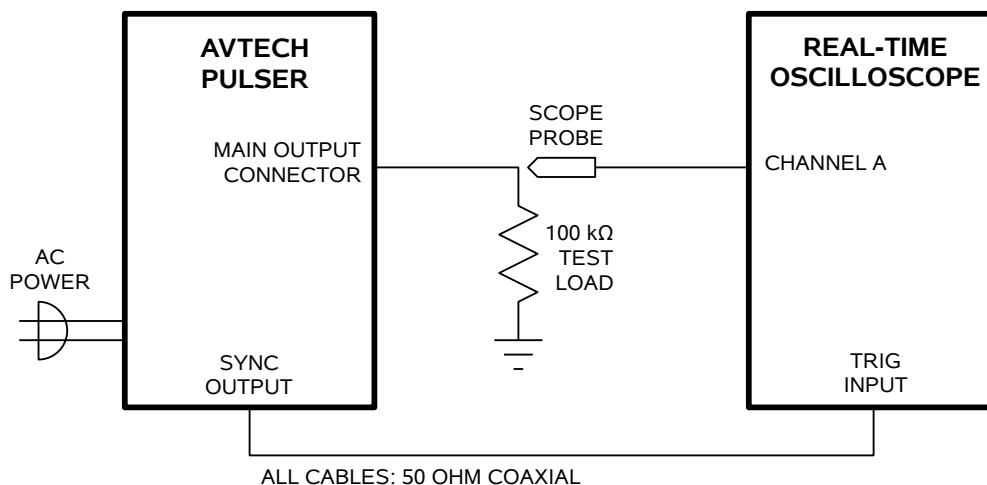 AVTECH
PULSER
REAL-TIME
OSCILLOSCOPE
SCOPE
PROBE
MAIN OUTPUT
CONNECTOR
CHANNEL A
100 kΩ
TEST
LOAD
AC
POWER
SYNC
OUTPUT
TRIG
INPUT
ALL CABLES: 50 OHM COAXIAL